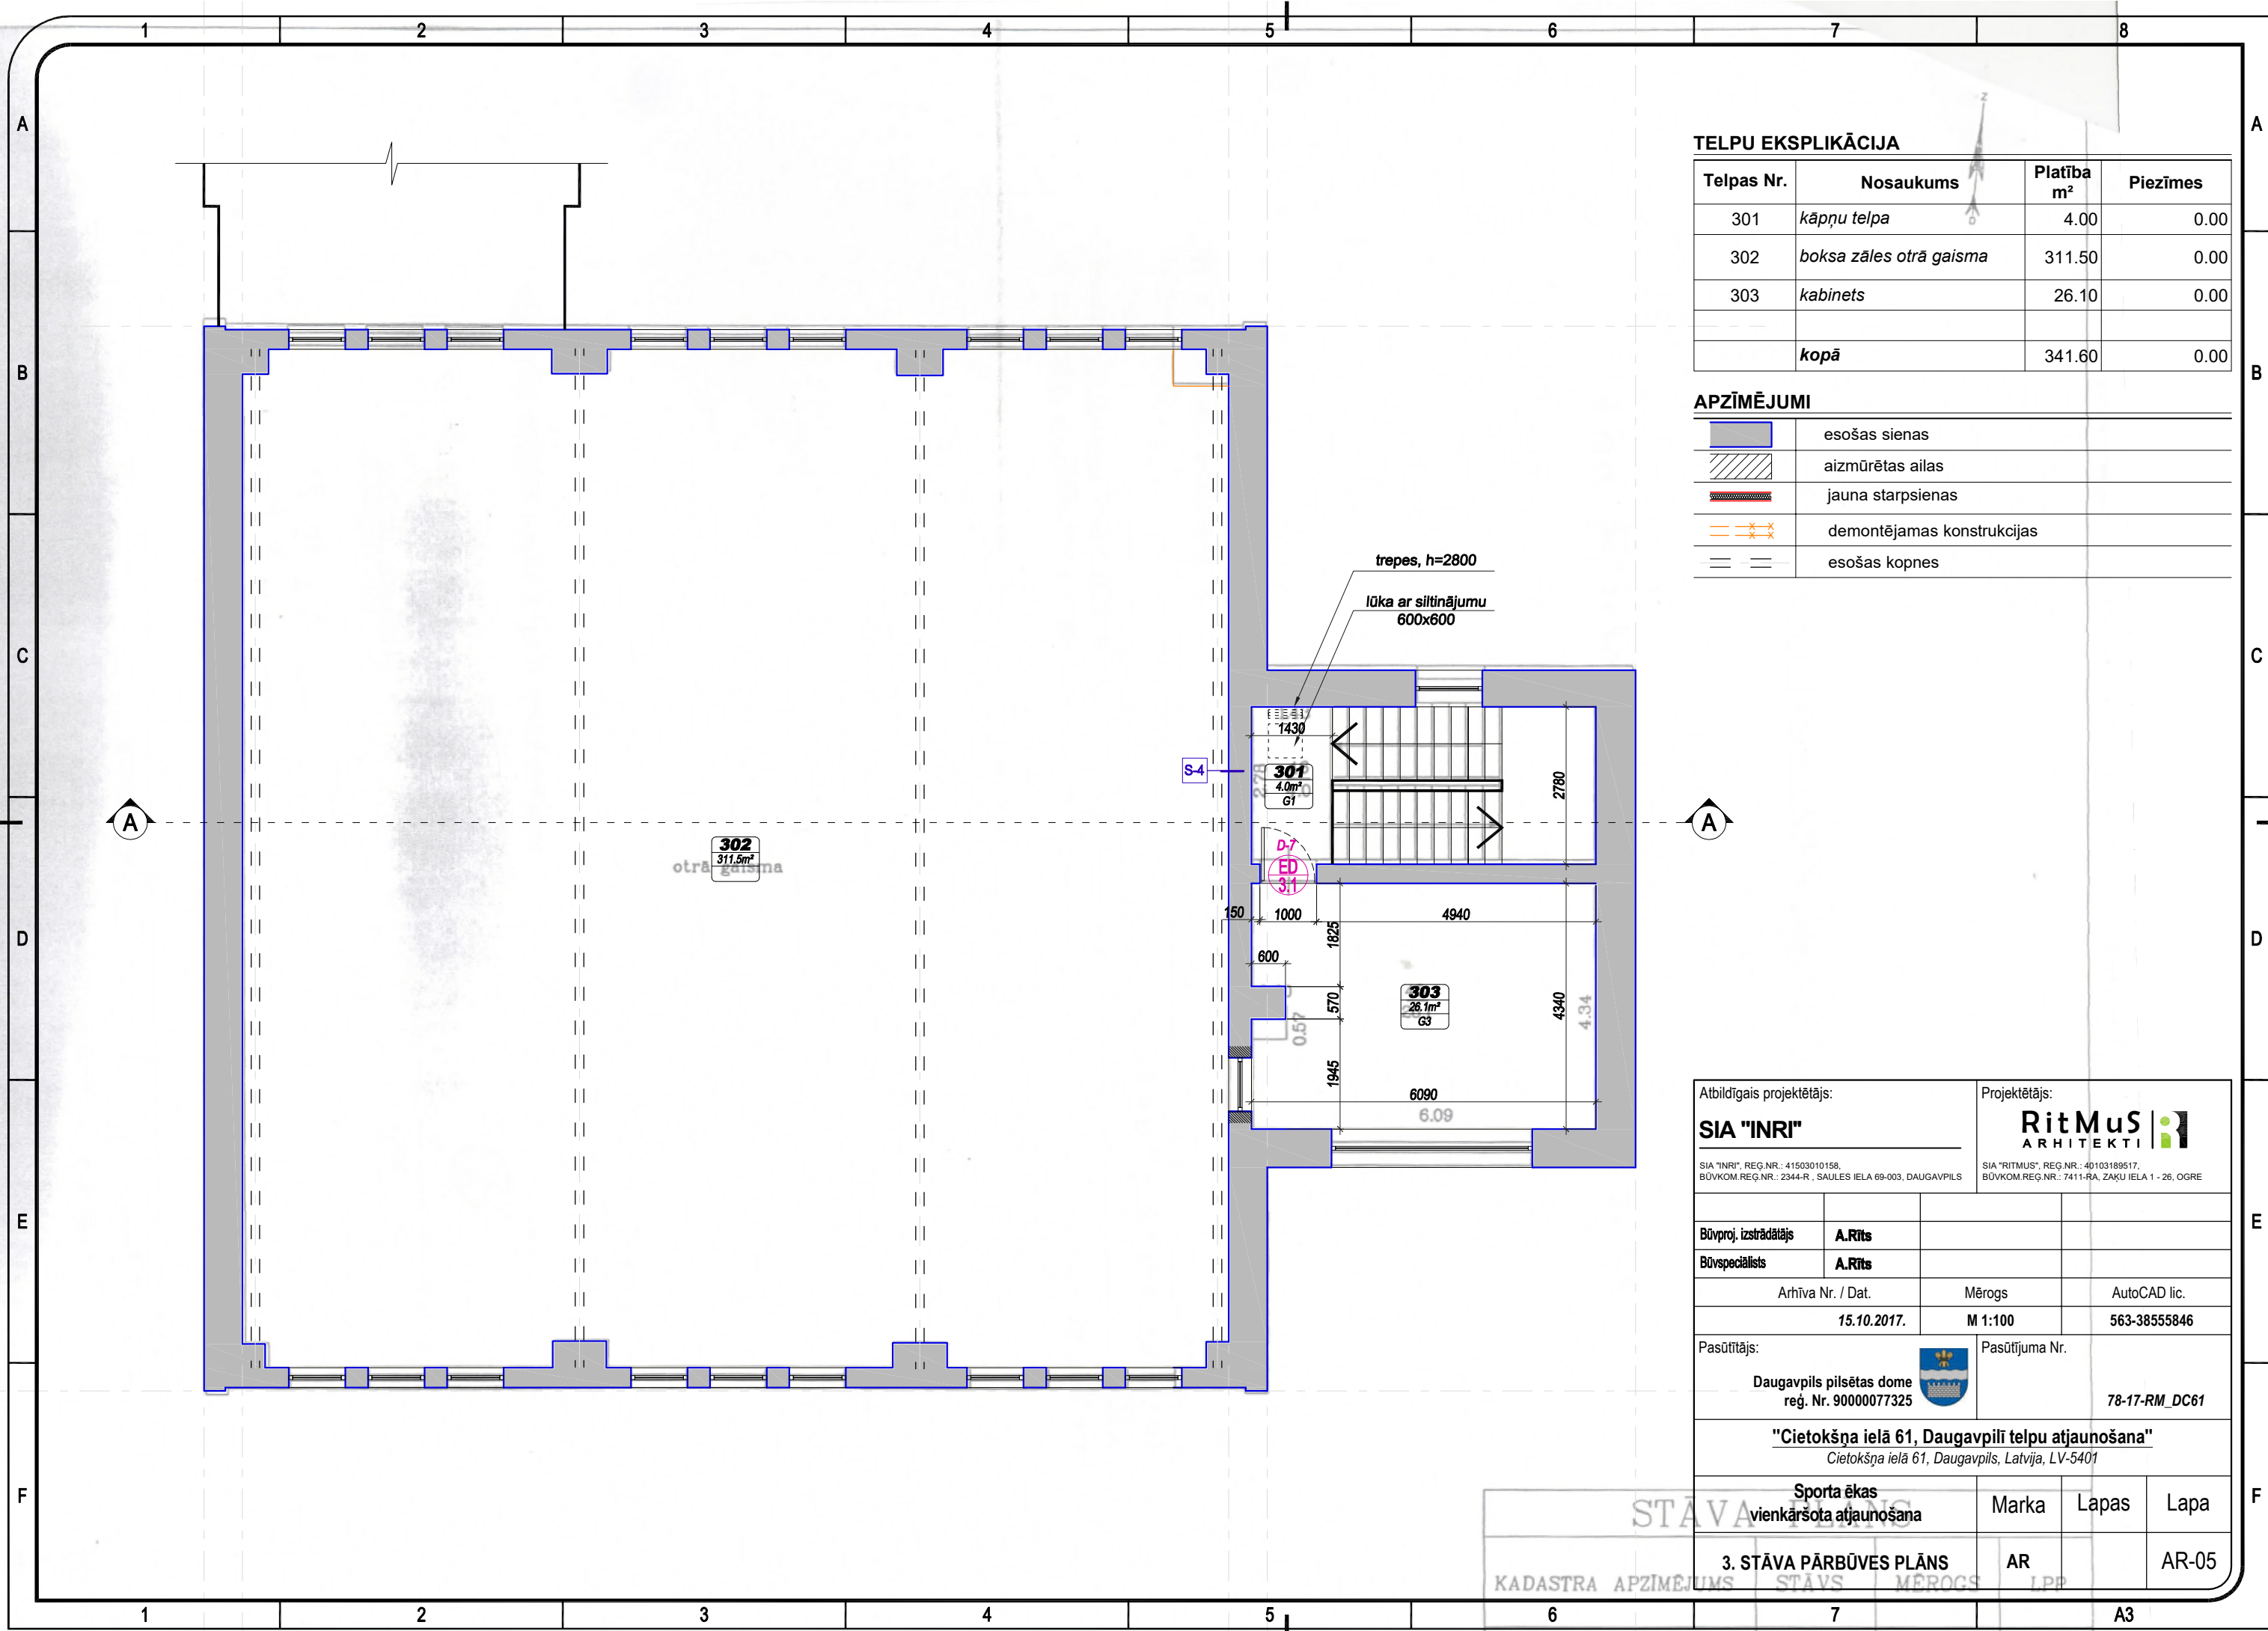 1 2 3 4 5 6 7 8
A A
B B
C C
D D
E E
F F
TELPU EKSPLIKĀCIJA
Telpas Nr. Nosaukums Platība m² Piezīmes
301 kāpņu telpa 4.00 0.00
302 boksa zāles otrā gaisma 311.50 0.00
303 kabinets 26.10 0.00
kopā 341.60 0.00
APZĪMĒJUMI
esošas sienas
aizmūrētas ailas
jauna starpsienas
demontējamas konstrukcijas
esošas kopnes
trepes, h=2800
lūka ar siltinājumu
600x600
1430
S-4
301
4.0m²
G1
2.78
2780
A A
302
311.5m²
otrā gaisma
D-7
ED
3.1
150 1000 4940
1825
600
570
0.57
303
26.1m²
G3
4340
4.34
1945
6090
6.09
Atbildīgais projektētājs:
SIA "INRI"
SIA "INRI", REĢ.NR.: 41503010158,
BŪVKOM.REĢ.NR.: 2344-R , SAULES IELA 69-003, DAUGAVPILS
Projektētājs:
RitMuS
ARHITEKTI
SIA "RITMUS", REĢ.NR.: 40103189517,
BŪVKOM.REĢ.NR.: 7411-RA, ZAĶU IELA 1 - 26, OGRE
Būvproj. izstrādātājs A.Rīts
Būvspeciālists A.Rīts
Arhīva Nr. / Dat. Mērogs AutoCAD lic.
15.10.2017. M 1:100 563-38555846
Pasūtītājs:
Daugavpils pilsētas dome
reģ. Nr. 90000077325
Pasūtījuma Nr.
78-17-RM_DC61
"Cietokšņa ielā 61, Daugavpilī telpu atjaunošana"
Cietokšņa ielā 61, Daugavpils, Latvija, LV-5401
Sporta ēkas
vienkāršota atjaunošana
Marka Lapas Lapa
3. STĀVA PĀRBŪVES PLĀNS AR AR-05
STĀVA PLĀNS
KADASTRA APZĪMĒJUMS STĀVS MĒROGS LPP
1 2 3 4 5 6 7 A3